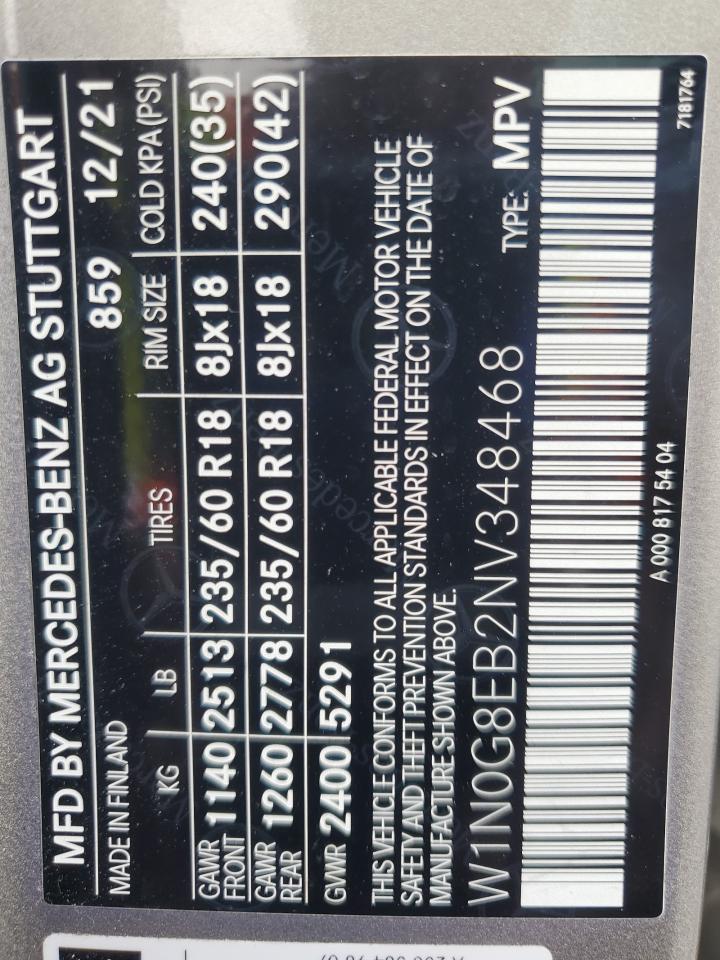 MFD BY MERCEDES-BENZ AG STUTTGART
MADE IN FINLAND 859 12/21
KG LB TIRES RIM SIZE COLD KPA(PSI)
GAWR FRONT 1140 2513 235/60 R18 8Jx18 240(35)
GAWR REAR 1260 2778 235/60 R18 8Jx18 290(42)
GVWR 2400 5291
THIS VEHICLE CONFORMS TO ALL APPLICABLE FEDERAL MOTOR VEHICLE
SAFETY AND THEFT PREVENTION STANDARDS IN EFFECT ON THE DATE OF
MANUFACTURE SHOWN ABOVE.
W1N0G8EB2NV348468 TYPE: MPV
A 000 817 54 04 7181764